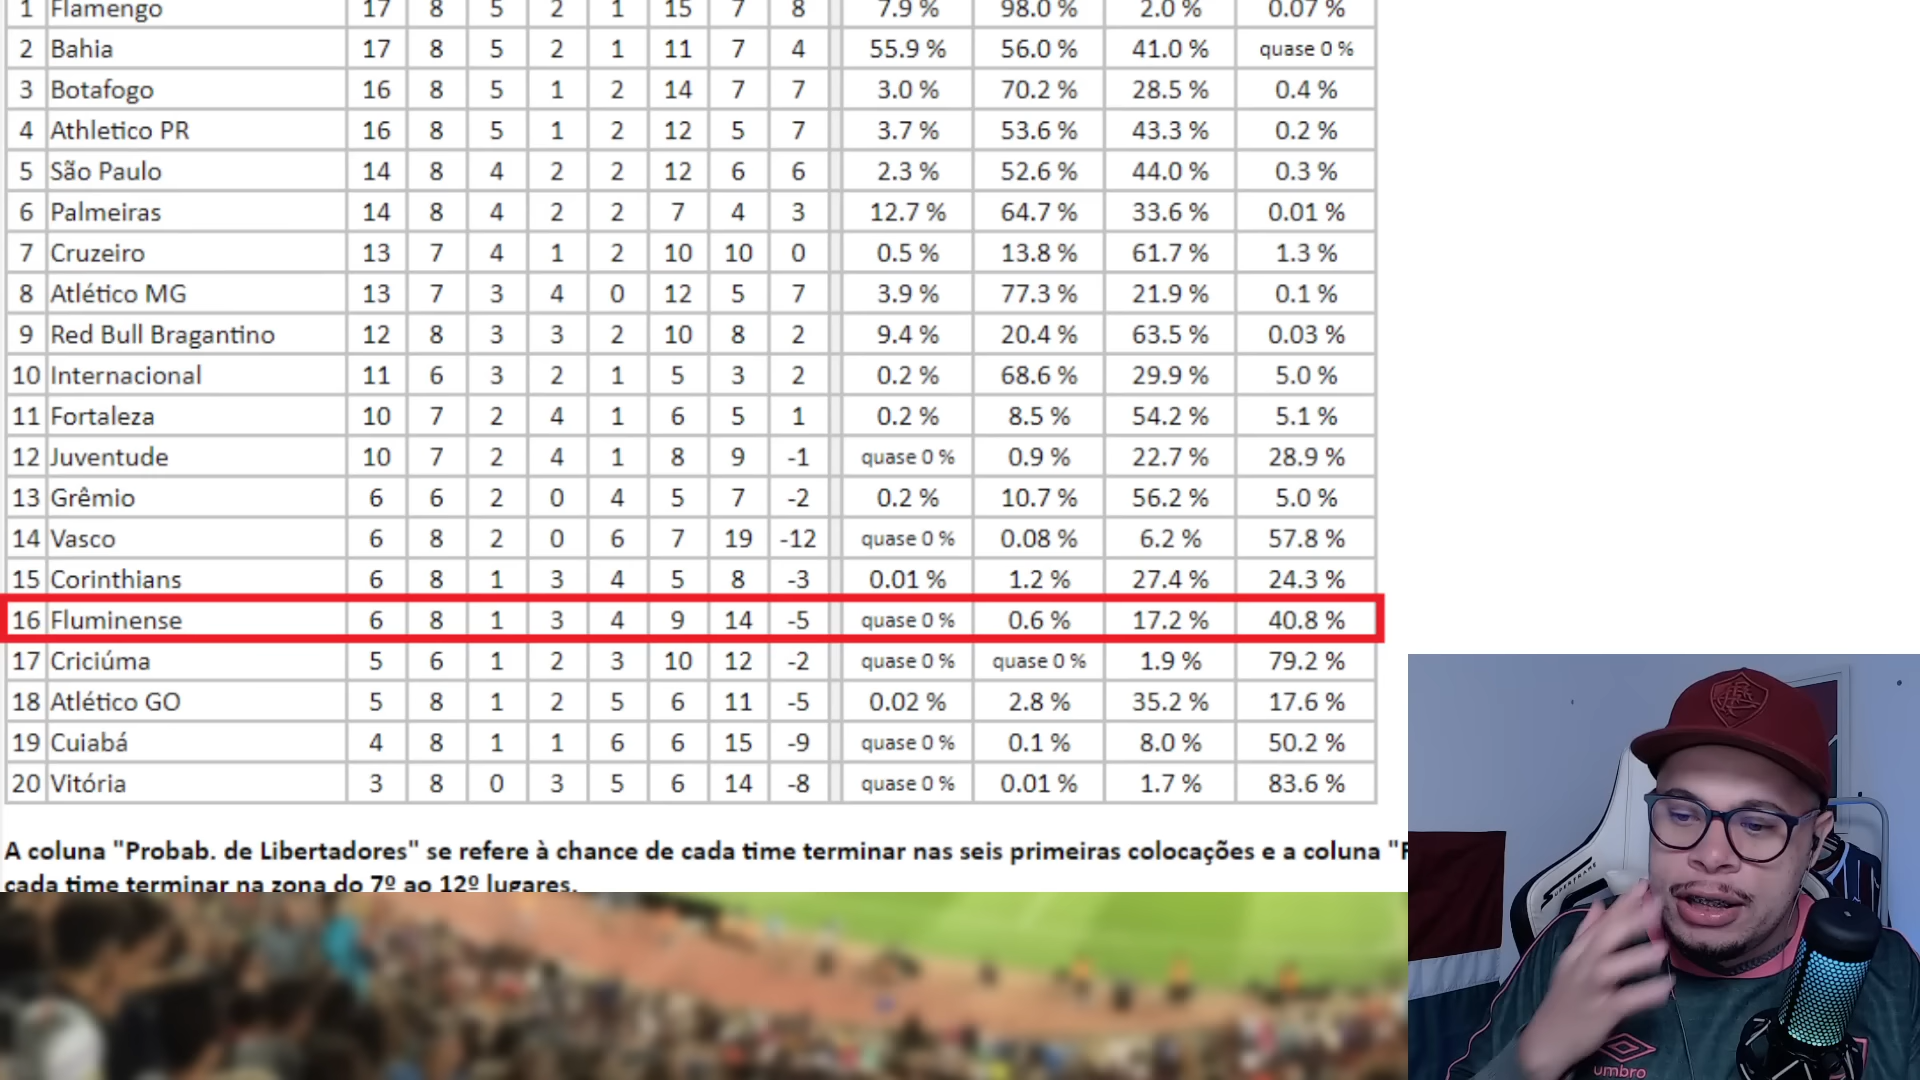 1 Flamengo 17 8 5 2 1 15 7 8 7.9 % 98.0 % 2.0 % 0.07 %
2 Bahia 17 8 5 2 1 11 7 4 55.9 % 56.0 % 41.0 % quase 0 %
3 Botafogo 16 8 5 1 2 14 7 7 3.0 % 70.2 % 28.5 % 0.4 %
4 Athletico PR 16 8 5 1 2 12 5 7 3.7 % 53.6 % 43.3 % 0.2 %
5 São Paulo 14 8 4 2 2 12 6 6 2.3 % 52.6 % 44.0 % 0.3 %
6 Palmeiras 14 8 4 2 2 7 4 3 12.7 % 64.7 % 33.6 % 0.01 %
7 Cruzeiro 13 7 4 1 2 10 10 0 0.5 % 13.8 % 61.7 % 1.3 %
8 Atlético MG 13 7 3 4 0 12 5 7 3.9 % 77.3 % 21.9 % 0.1 %
9 Red Bull Bragantino 12 8 3 3 2 10 8 2 9.4 % 20.4 % 63.5 % 0.03 %
10 Internacional 11 6 3 2 1 5 3 2 0.2 % 68.6 % 29.9 % 5.0 %
11 Fortaleza 10 7 2 4 1 6 5 1 0.2 % 8.5 % 54.2 % 5.1 %
12 Juventude 10 7 2 4 1 8 9 -1 quase 0 % 0.9 % 22.7 % 28.9 %
13 Grêmio 6 6 2 0 4 5 7 -2 0.2 % 10.7 % 56.2 % 5.0 %
14 Vasco 6 8 2 0 6 7 19 -12 quase 0 % 0.08 % 6.2 % 57.8 %
15 Corinthians 6 8 1 3 4 5 8 -3 0.01 % 1.2 % 27.4 % 24.3 %
16 Fluminense 6 8 1 3 4 9 14 -5 quase 0 % 0.6 % 17.2 % 40.8 %
17 Criciúma 5 6 1 2 3 10 12 -2 quase 0 % quase 0 % 1.9 % 79.2 %
18 Atlético GO 5 8 1 2 5 6 11 -5 0.02 % 2.8 % 35.2 % 17.6 %
19 Cuiabá 4 8 1 1 6 6 15 -9 quase 0 % 0.1 % 8.0 % 50.2 %
20 Vitória 3 8 0 3 5 6 14 -8 quase 0 % 0.01 % 1.7 % 83.6 %
A coluna "Probab. de Libertadores" se refere à chance de cada time terminar nas seis primeiras colocações e a coluna "
cada time terminar na zona do 7º ao 12º lugares.
SUPERFRAME
umbro